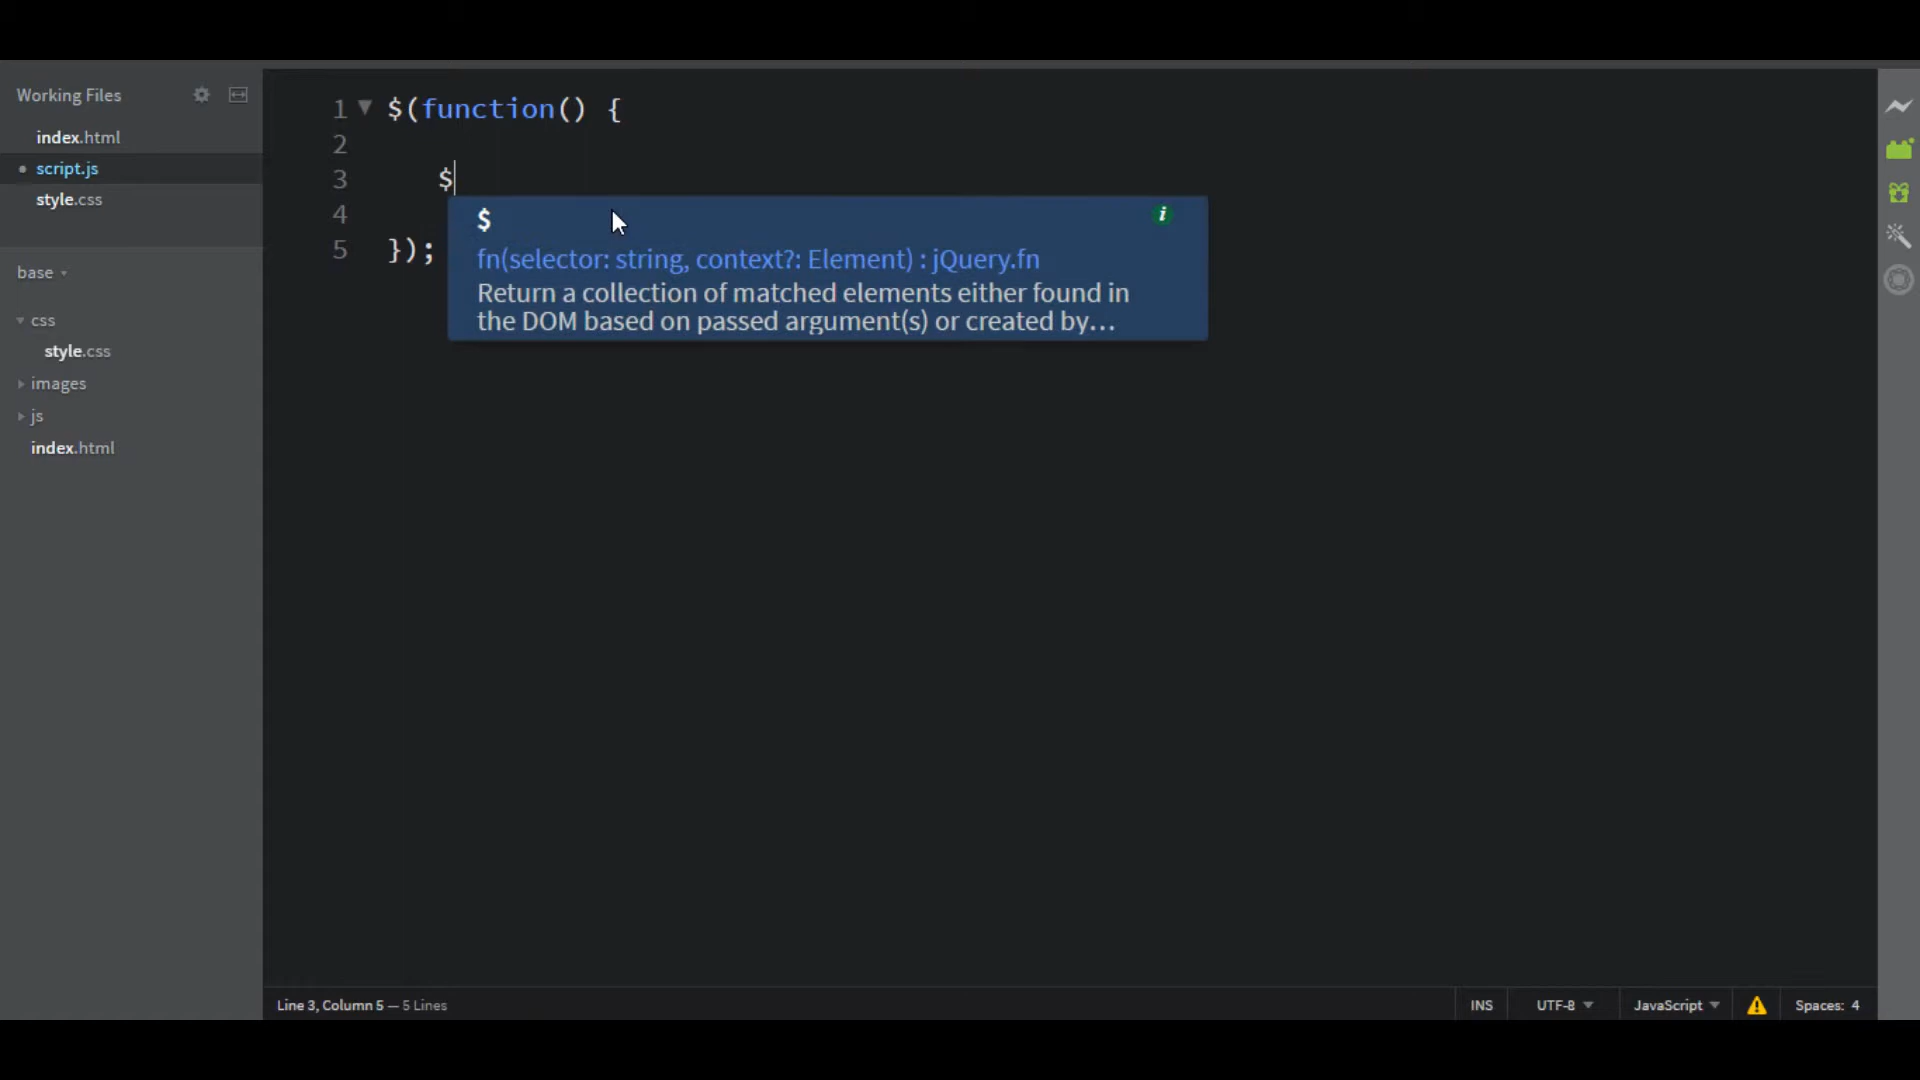 Working Files
index.html
script.js
style.css
base
css
style.css
images
js
index.html
1 $(function() {
2
3 $
4
5 });
$
fn(selector: string, context?: Element) : jQuery.fn
Return a collection of matched elements either found in
the DOM based on passed argument(s) or created by…
i
Line 3, Column 5 — 5 Lines
INS UTF-8 JavaScript Spaces: 4